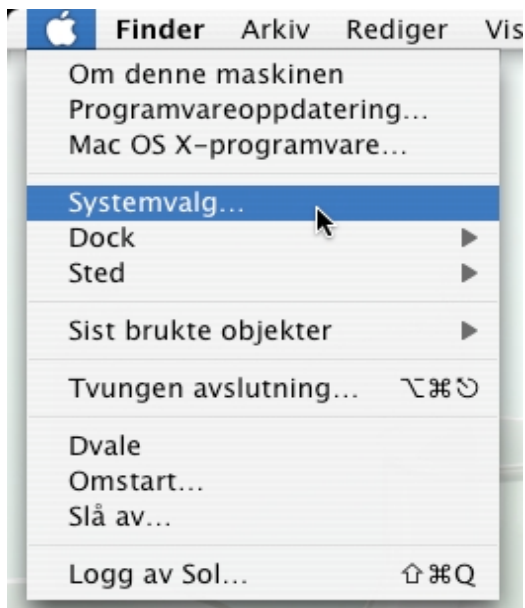 Finder Arkiv Rediger Vis
Om denne maskinen
Programvareoppdatering...
Mac OS X-programvare...
Systemvalg...
Dock
Sted
Sist brukte objekter
Tvungen avslutning... ⌥⌘⎋
Dvale
Omstart...
Slå av...
Logg av Sol... ⇧⌘Q